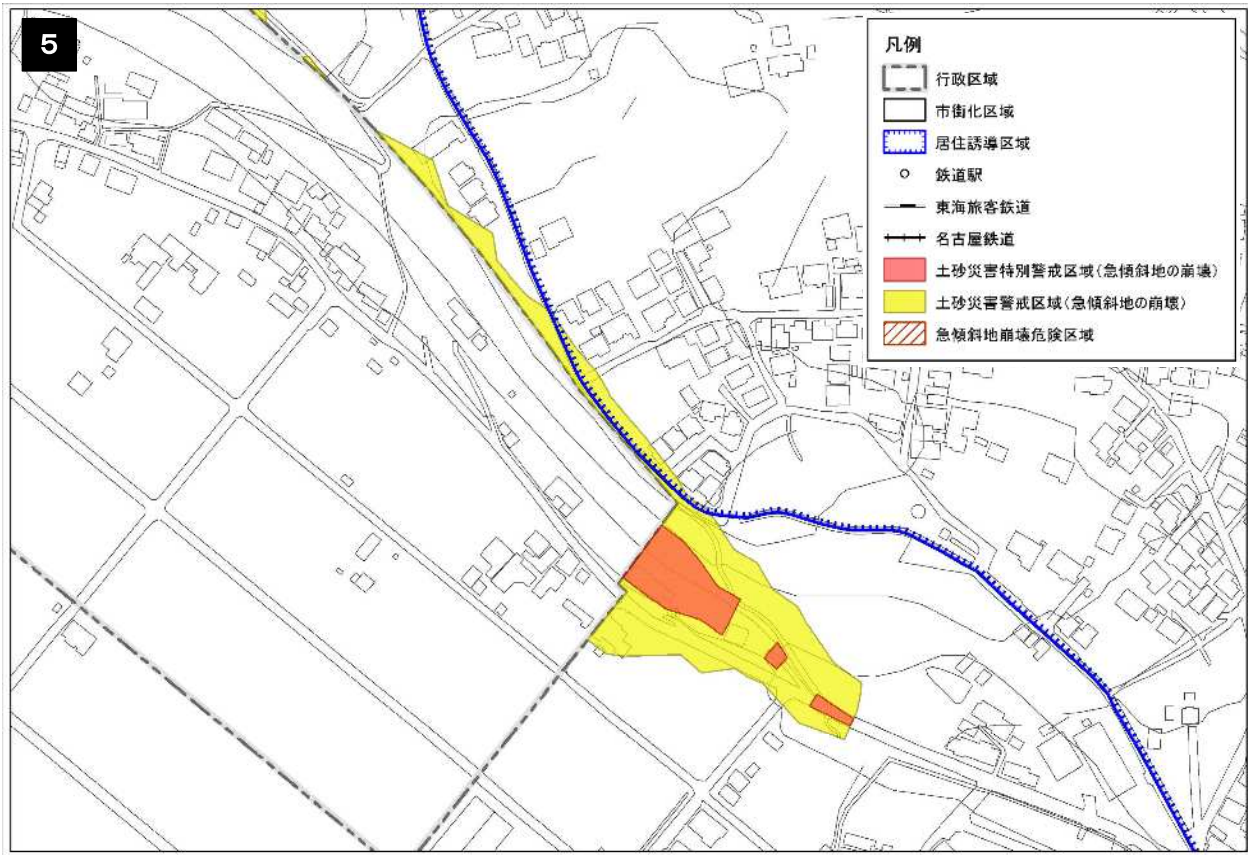 5
凡例
行政区域
市街化区域
居住誘導区域
鉄道駅
東海旅客鉄道
名古屋鉄道
土砂災害特別警戒区域(急傾斜地の崩壊)
土砂災害警戒区域(急傾斜地の崩壊)
急傾斜地崩壊危険区域